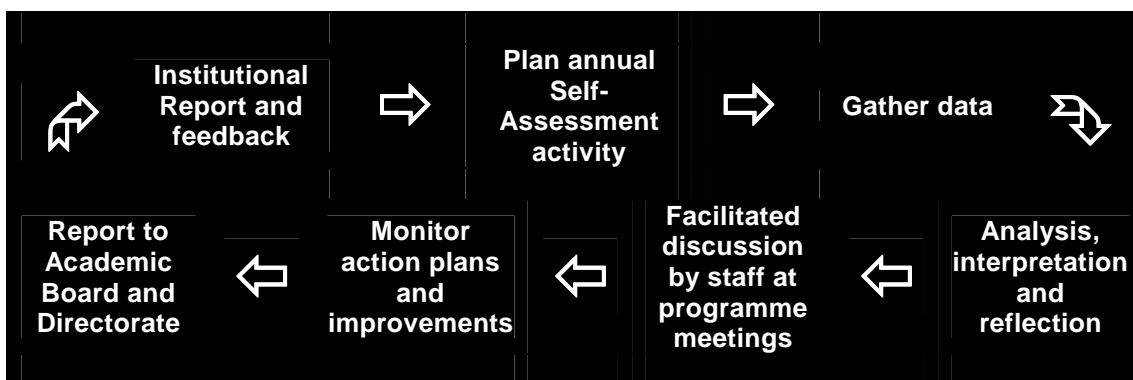 Institutional
Report and
feedback
Plan annual
Self-
Assessment
activity
Gather data
Report to
Academic
Board and
Directorate
Monitor
action plans
and
improvements
Facilitated
discussion
by staff at
programme
meetings
Analysis,
interpretation
and
reflection